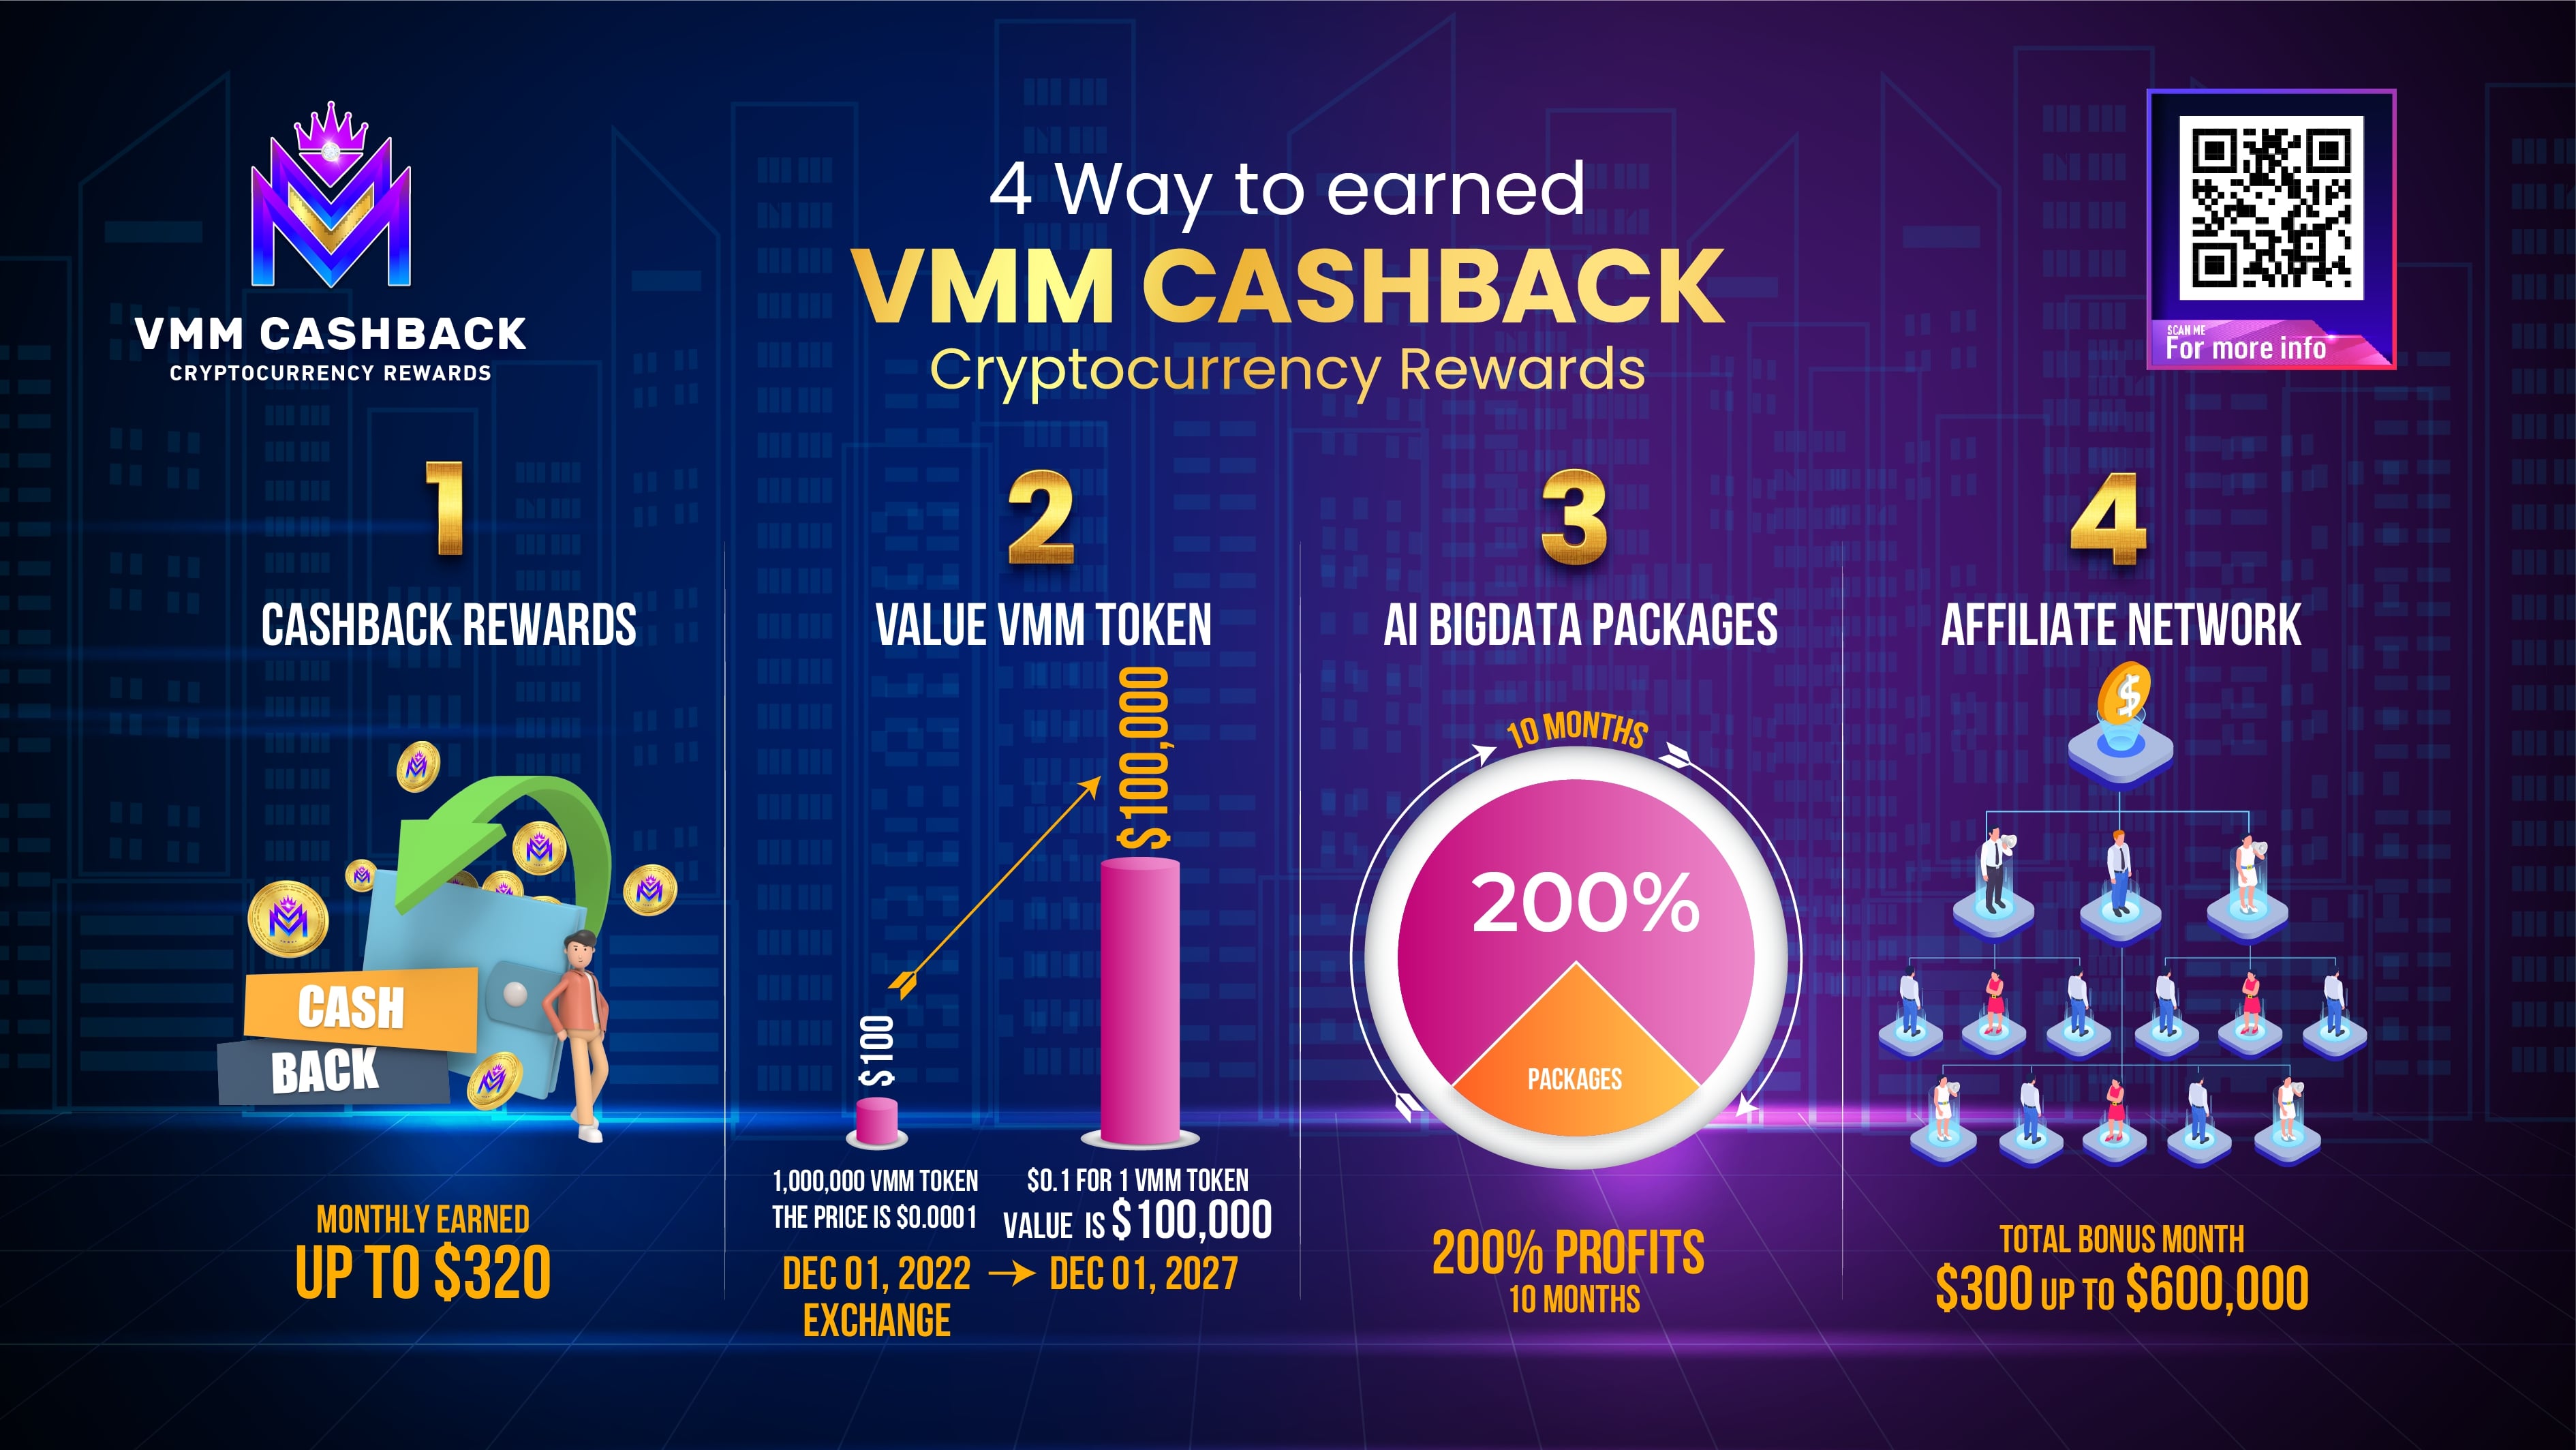 VMM CASHBACK
CRYPTOCURRENCY REWARDS
4 Way to earned
VMM CASHBACK
Cryptocurrency Rewards
SCAN ME
For more info
1
CASHBACK REWARDS
CASH
BACK
MONTHLY EARNED
UP TO $320
2
VALUE VMM TOKEN
$100
$100,000
1,000,000 VMM TOKEN
THE PRICE IS $0.0001
$0.1 FOR 1 VMM TOKEN
VALUE IS $100,000
DEC 01, 2022 → DEC 01, 2027
EXCHANGE
3
AI BIGDATA PACKAGES
10 MONTHS
200%
PACKAGES
200% PROFITS
10 MONTHS
4
AFFILIATE NETWORK
$
TOTAL BONUS MONTH
$300 UP TO $600,000